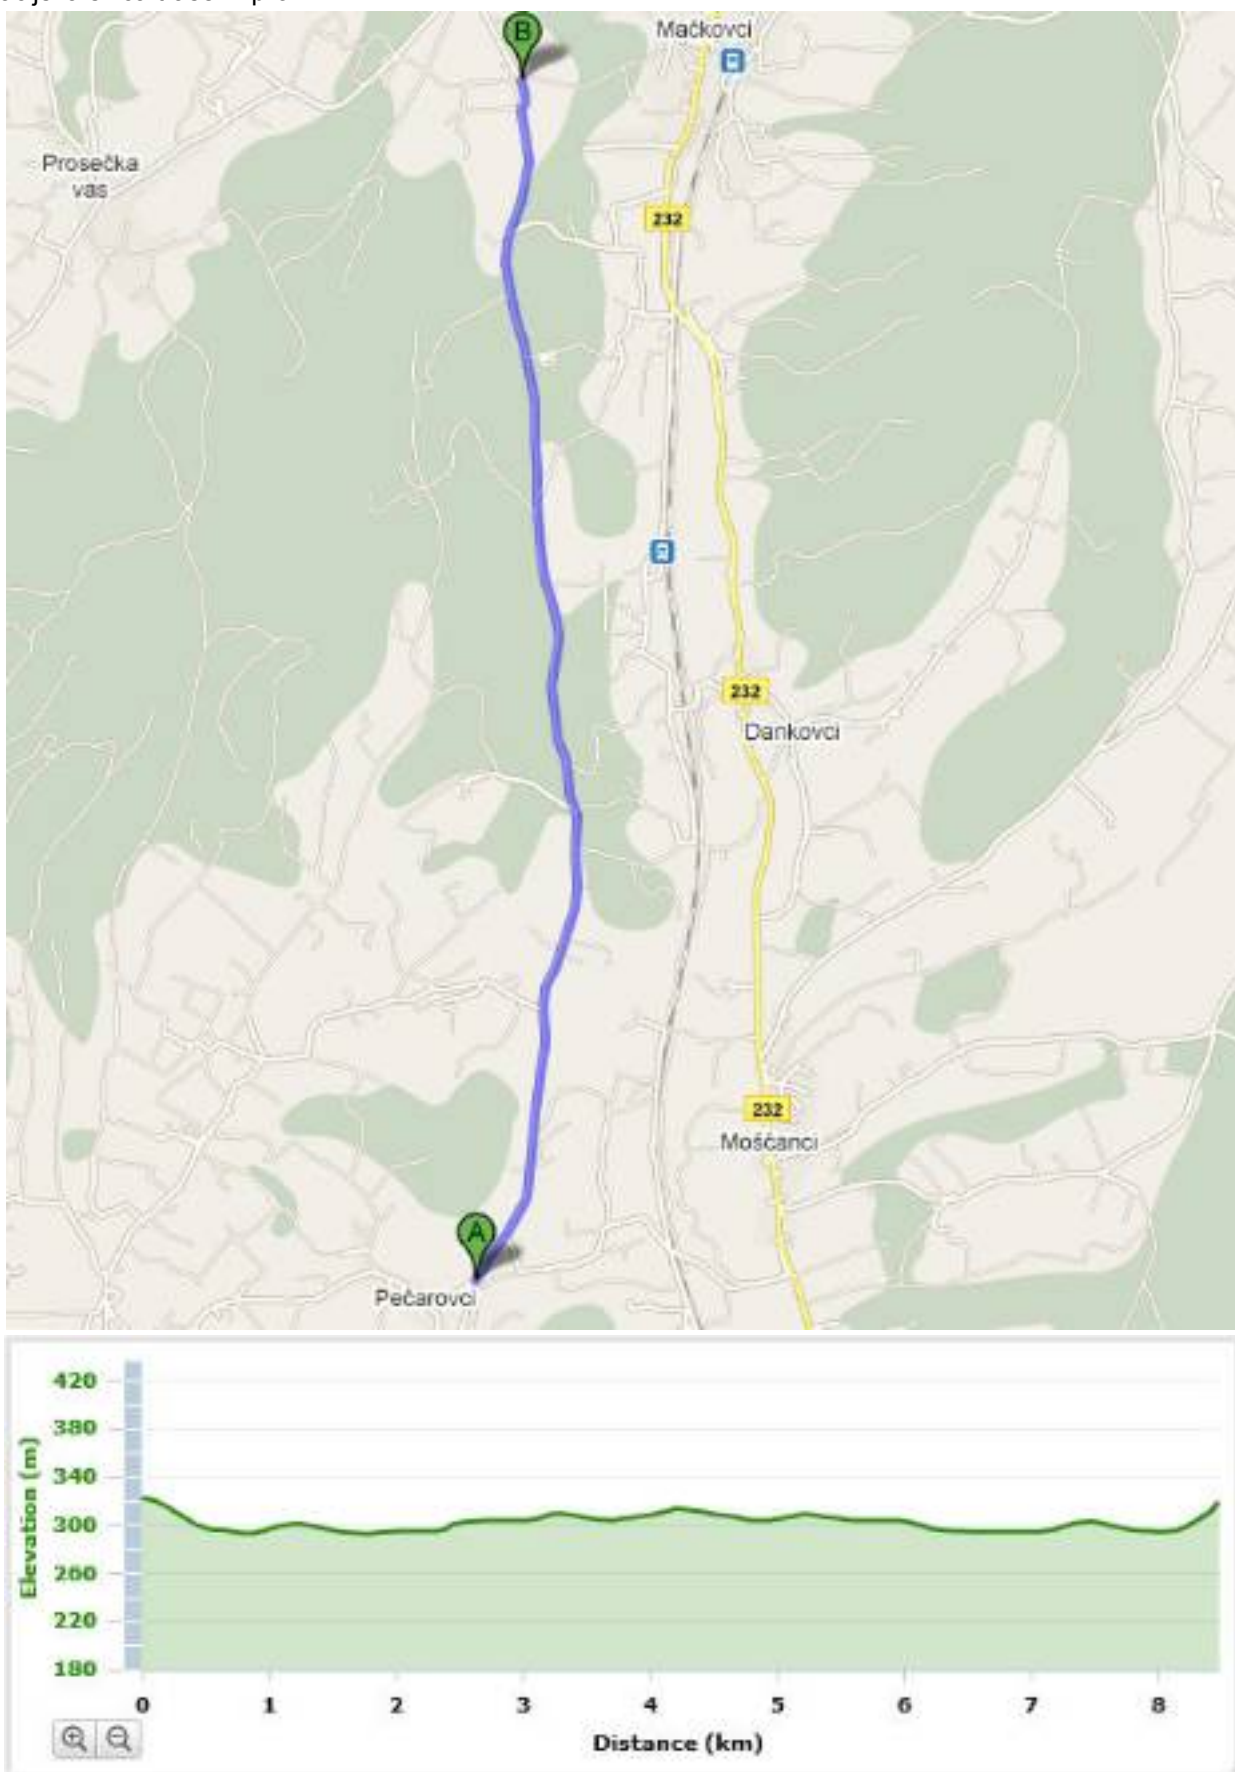 B
Mačkovci
Prosečka
vas
232
232
Dankovci
232
Moščanci
A
Pečarovci
420
380
340
300
260
220
180
Elevation (m)
0 1 2 3 4 5 6 7 8
Distance (km)